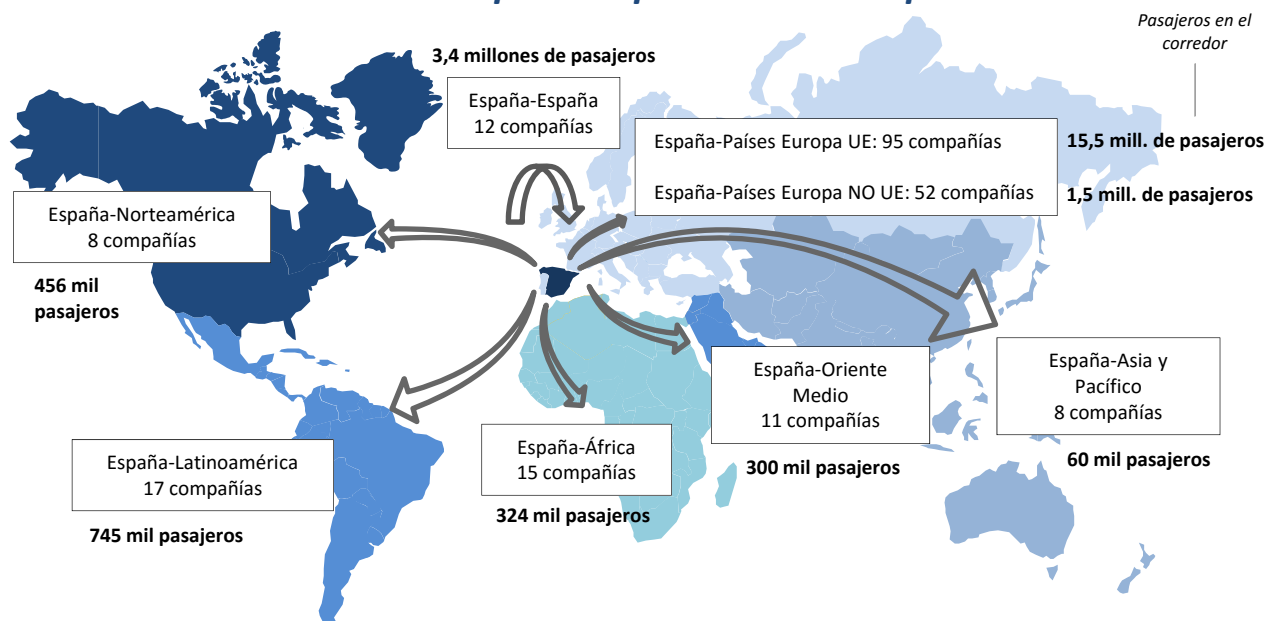 Pasajeros en el
corredor
3,4 millones de pasajeros
España-España
12 compañías
España-Países Europa UE: 95 compañías
15,5 mill. de pasajeros
España-Países Europa NO UE: 52 compañías
1,5 mill. de pasajeros
España-Norteamérica
8 compañías
456 mil
pasajeros
España-Oriente
Medio
11 compañías
300 mil pasajeros
España-Asia y
Pacífico
8 compañías
60 mil pasajeros
España-África
15 compañías
324 mil pasajeros
España-Latinoamérica
17 compañías
745 mil pasajeros